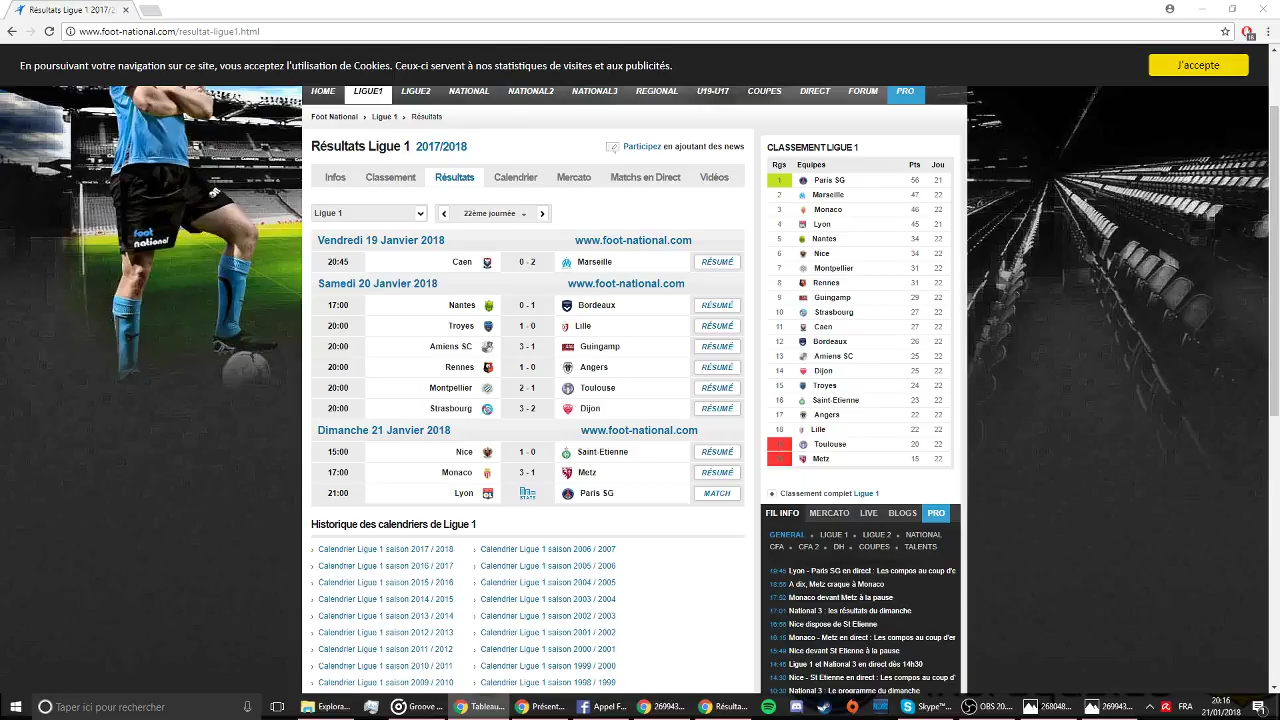 Résultats Ligue 1 2017/2
www.foot-national.com/resultat-ligue1.html
En poursuivant votre navigation sur ce site, vous acceptez l'utilisation de Cookies. Ceux-ci servent à nos statistiques de visites et aux publicités.
J'accepte
HOME LIGUE1 LIGUE2 NATIONAL NATIONAL2 NATIONAL3 REGIONAL U19-U17 COUPES DIRECT FORUM PRO
Foot National Ligue 1 Résultats
Résultats Ligue 1 2017/2018
Participez en ajoutant des news
Infos Classement Résultats Calendrier Mercato Matchs en Direct Vidéos
Ligue 1 22ème journée
Vendredi 19 Janvier 2018 www.foot-national.com
20:45 Caen 0 - 2 Marseille RÉSUMÉ
Samedi 20 Janvier 2018 www.foot-national.com
17:00 Nantes 0 - 1 Bordeaux RÉSUMÉ
20:00 Troyes 1 - 0 Lille RÉSUMÉ
20:00 Amiens SC 3 - 1 Guingamp RÉSUMÉ
20:00 Rennes 1 - 0 Angers RÉSUMÉ
20:00 Montpellier 2 - 1 Toulouse RÉSUMÉ
20:00 Strasbourg 3 - 2 Dijon RÉSUMÉ
Dimanche 21 Janvier 2018 www.foot-national.com
15:00 Nice 1 - 0 Saint-Etienne RÉSUMÉ
17:00 Monaco 3 - 1 Metz RÉSUMÉ
21:00 Lyon STATS Paris SG MATCH
Historique des calendriers de Ligue 1
Calendrier Ligue 1 saison 2017 / 2018 Calendrier Ligue 1 saison 2006 / 2007
Calendrier Ligue 1 saison 2016 / 2017 Calendrier Ligue 1 saison 2005 / 2006
Calendrier Ligue 1 saison 2015 / 2016 Calendrier Ligue 1 saison 2004 / 2005
Calendrier Ligue 1 saison 2014 / 2015 Calendrier Ligue 1 saison 2003 / 2004
Calendrier Ligue 1 saison 2013 / 2014 Calendrier Ligue 1 saison 2002 / 2003
Calendrier Ligue 1 saison 2012 / 2013 Calendrier Ligue 1 saison 2001 / 2002
Calendrier Ligue 1 saison 2011 / 2012 Calendrier Ligue 1 saison 2000 / 2001
Calendrier Ligue 1 saison 2010 / 2011 Calendrier Ligue 1 saison 1999 / 2000
Calendrier Ligue 1 saison 2009 / 2010 Calendrier Ligue 1 saison 1998 / 1999
CLASSEMENT LIGUE 1
Rgs Equipes Pts Jou
1 Paris SG 56 21
2 Marseille 47 22
3 Monaco 46 22
4 Lyon 45 21
5 Nantes 34 22
6 Nice 34 22
7 Montpellier 31 22
8 Rennes 31 22
9 Guingamp 29 22
10 Strasbourg 27 22
11 Caen 27 22
12 Bordeaux 26 22
13 Amiens SC 25 22
14 Dijon 25 22
15 Troyes 24 22
16 Saint-Etienne 23 22
17 Angers 22 22
18 Lille 22 22
Toulouse 20 22
Metz 15 22
Classement complet Ligue 1
FIL INFO MERCATO LIVE BLOGS PRO
GENERAL LIGUE 1 LIGUE 2 NATIONAL
CFA CFA 2 DH COUPES TALENTS
19:45 Lyon - Paris SG en direct : Les compos au coup d'e
18:56 A dix, Metz craque à Monaco
17:52 Monaco devant Metz à la pause
17:01 National 3 : les résultats du dimanche
16:56 Nice dispose de St Etienne
16:15 Monaco - Metz en direct : Les compos au coup d'en
15:49 Nice devant St Etienne à la pause
14:45 Ligue 1 et National 3 en direct dès 14h30
14:30 Nice - St Etienne en direct : Les compos au coup d'e
10:30 National 3 : Le programme du dimanche
foot national
Taper ici pour rechercher
Explora... Groove ... Tableau... Présent... Appel F... 269943... Résulta... Skype™... OBS 20... 268048... 269943... FRA
20:16
21/01/2018